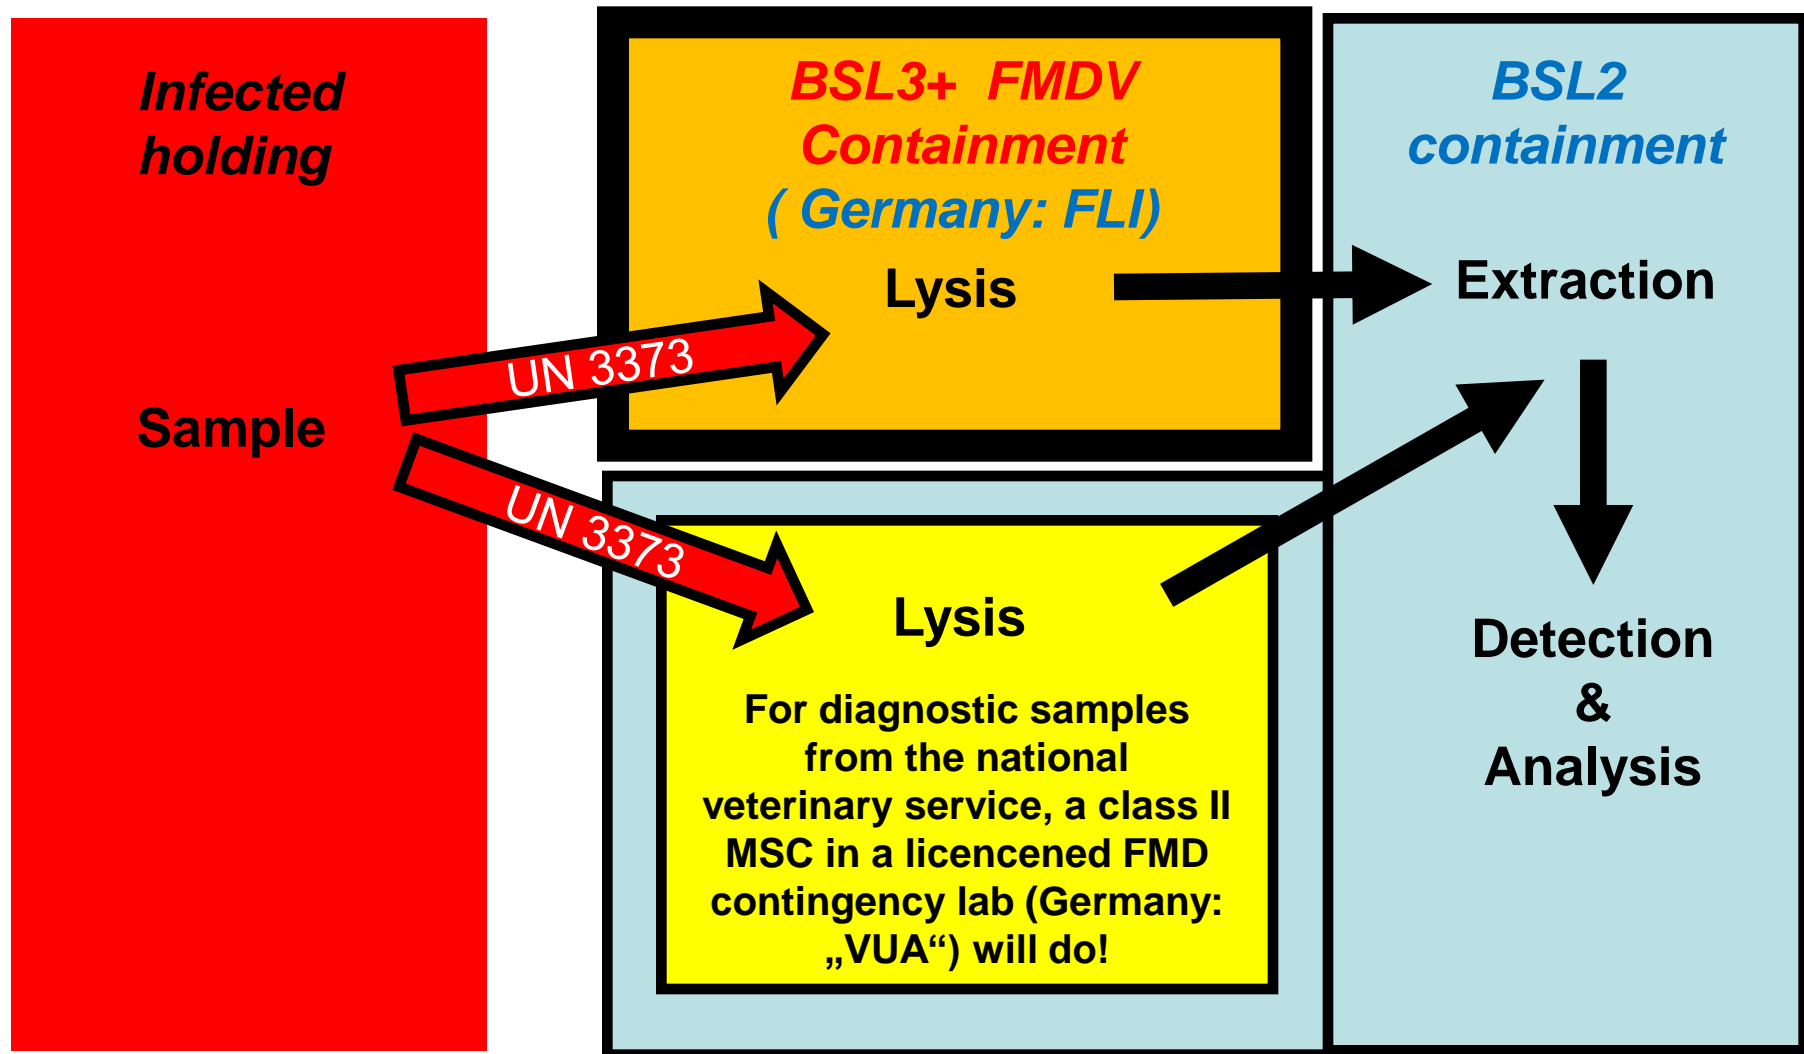 Infected
holding
Sample
UN 3373
UN 3373
BSL3+ FMDV
Containment
( Germany: FLI)
Lysis
Lysis
For diagnostic samples
from the national
veterinary service, a class II
MSC in a licencened FMD
contingency lab (Germany:
„VUA“) will do!
BSL2
containment
Extraction
Detection
&
Analysis